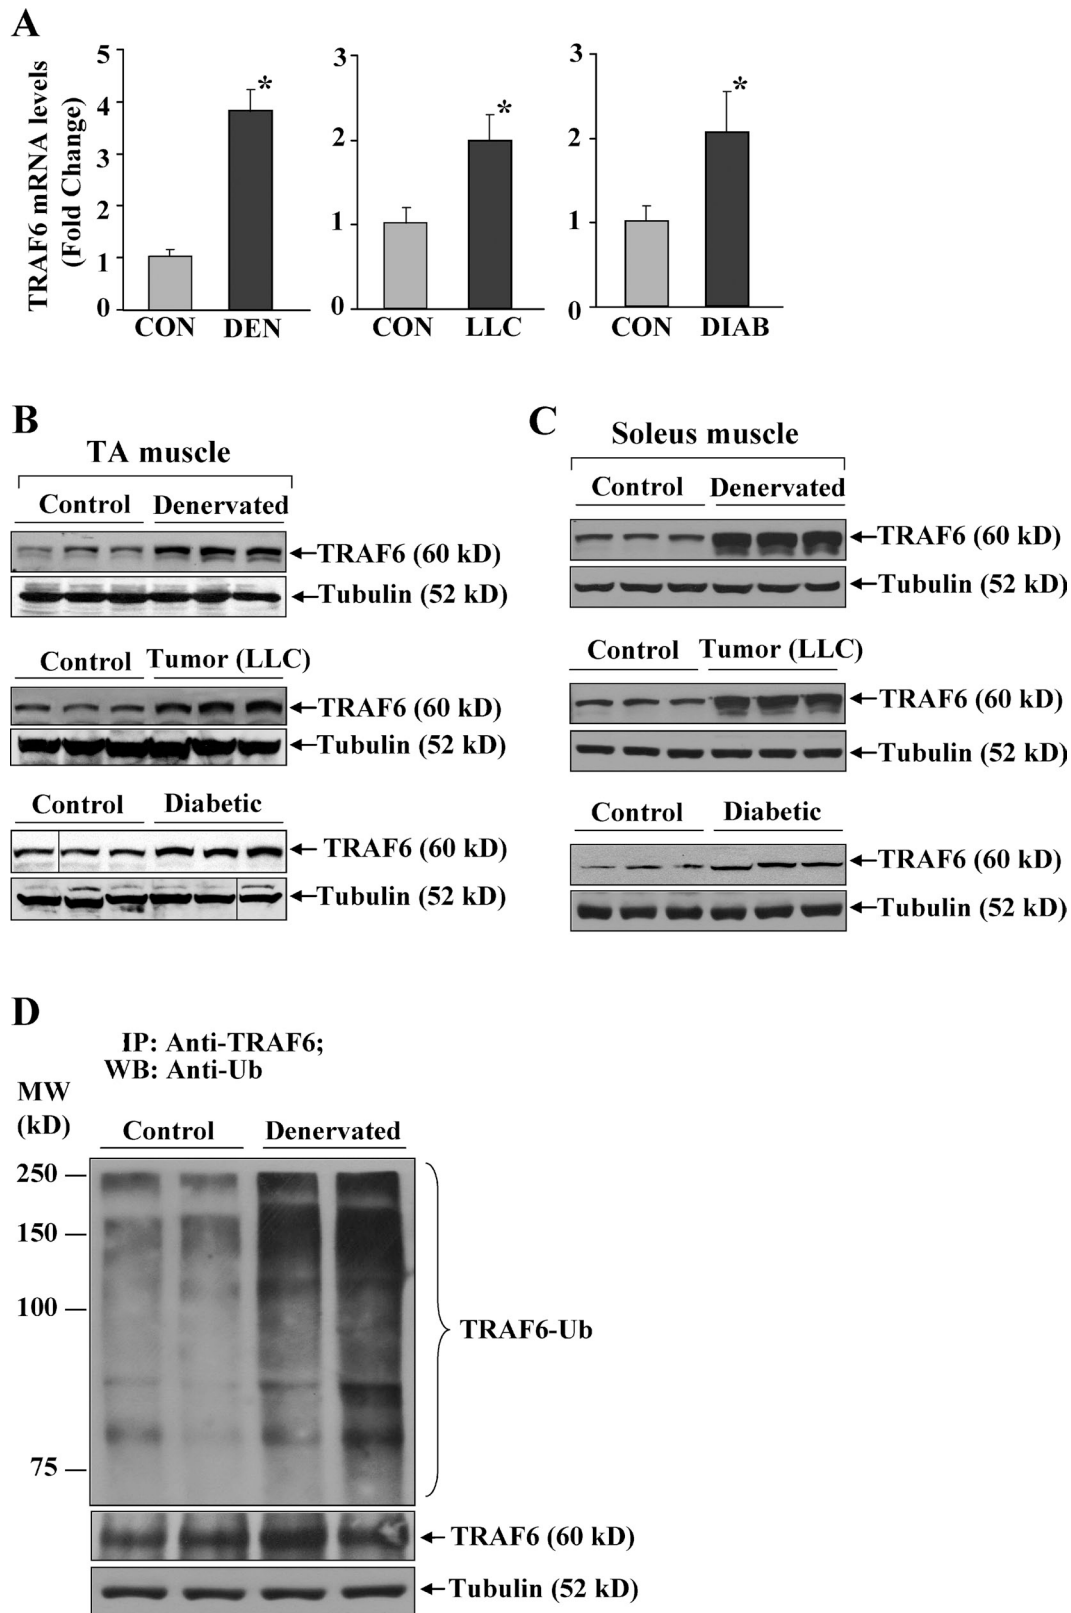 A
TRAF6 mRNA levels
(Fold Change)
5
4
3
2
1
0
CON DEN
3
2
1
0
CON LLC
3
2
1
0
CON DIAB
B
TA muscle
Control Denervated
TRAF6 (60 kD)
Tubulin (52 kD)
Control Tumor (LLC)
TRAF6 (60 kD)
Tubulin (52 kD)
Control Diabetic
TRAF6 (60 kD)
Tubulin (52 kD)
C
Soleus muscle
Control Denervated
TRAF6 (60 kD)
Tubulin (52 kD)
Control Tumor (LLC)
TRAF6 (60 kD)
Tubulin (52 kD)
Control Diabetic
TRAF6 (60 kD)
Tubulin (52 kD)
D
IP: Anti-TRAF6;
WB: Anti-Ub
MW
(kD)
Control Denervated
250
150
100
75
TRAF6-Ub
TRAF6 (60 kD)
Tubulin (52 kD)